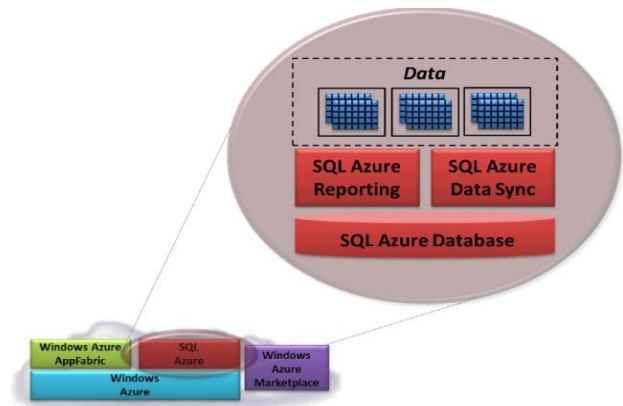 Data
SQL Azure
Reporting
SQL Azure
Data Sync
SQL Azure Database
Windows Azure
AppFabric
SQL
Azure
Windows
Azure
Marketplace
Windows
Azure